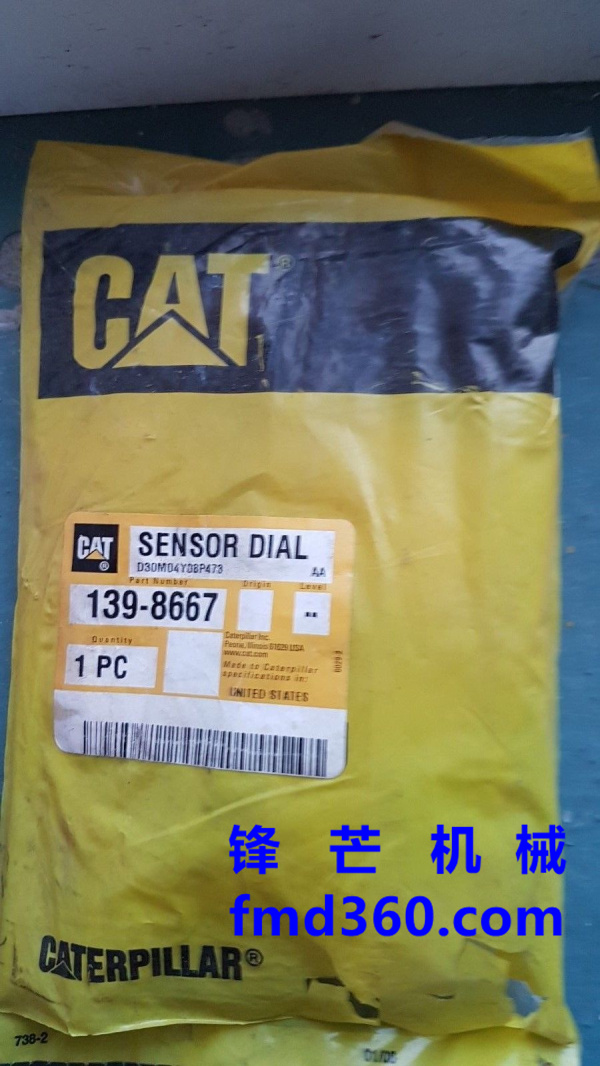 CAT®
CAT®
SENSOR DIAL
D30M04Y08P473
AA
Part Number
Origin
Level
139-8667
--
Quantity
1 PC
Caterpillar Inc.
Peoria, Illinois 61629 USA
www.cat.com
Made to Caterpillar
specifications in:
UNITED STATES
锋芒机械
fmd360.com
CATERPILLAR®
738-2